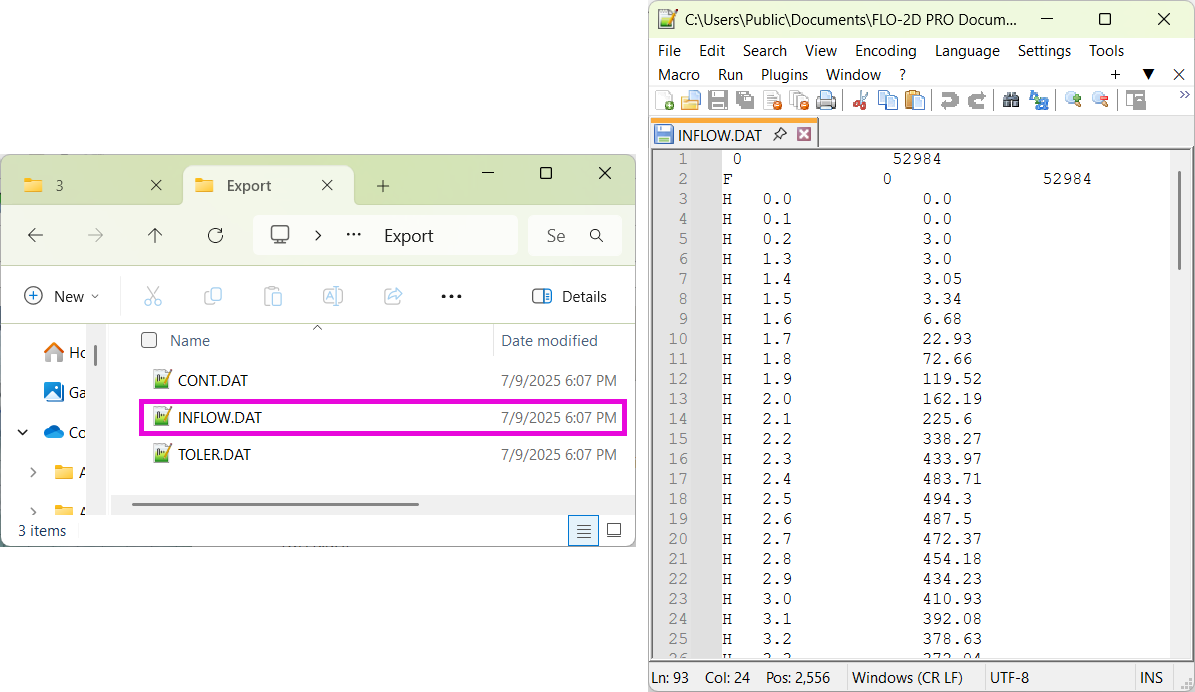 3
Export
Export
Se
New
Details
Name
Date modified
CONT.DAT 7/9/2025 6:07 PM
INFLOW.DAT 7/9/2025 6:07 PM
TOLER.DAT 7/9/2025 6:07 PM
Hc
Ga
Cc
A
A
3 items
C:\Users\Public\Documents\FLO-2D PRO Docum...
File Edit Search View Encoding Language Settings Tools
Macro Run Plugins Window ?
INFLOW.DAT
1 0 52984
2 F 0 52984
3 H 0.0 0.0
4 H 0.1 0.0
5 H 0.2 3.0
6 H 1.3 3.0
7 H 1.4 3.05
8 H 1.5 3.34
9 H 1.6 6.68
10 H 1.7 22.93
11 H 1.8 72.66
12 H 1.9 119.52
13 H 2.0 162.19
14 H 2.1 225.6
15 H 2.2 338.27
16 H 2.3 433.97
17 H 2.4 483.71
18 H 2.5 494.3
19 H 2.6 487.5
20 H 2.7 472.37
21 H 2.8 454.18
22 H 2.9 434.23
23 H 3.0 410.93
24 H 3.1 392.08
25 H 3.2 378.63
26 H 3.3 372.04
Ln: 93 Col: 24 Pos: 2,556 Windows (CR LF) UTF-8 INS